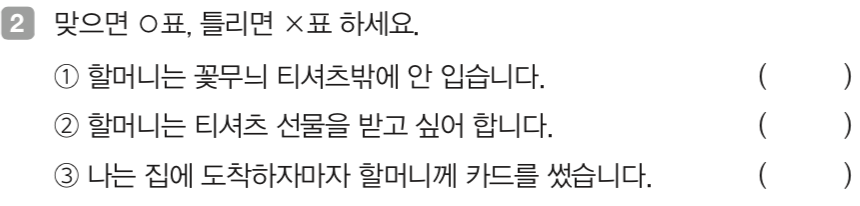 2 맞으면 ○표, 틀리면 ×표 하세요.
① 할머니는 꽃무늬 티셔츠밖에 안 입습니다. ( )
② 할머니는 티셔츠 선물을 받고 싶어 합니다. ( )
③ 나는 집에 도착하자마자 할머니께 카드를 썼습니다. ( )